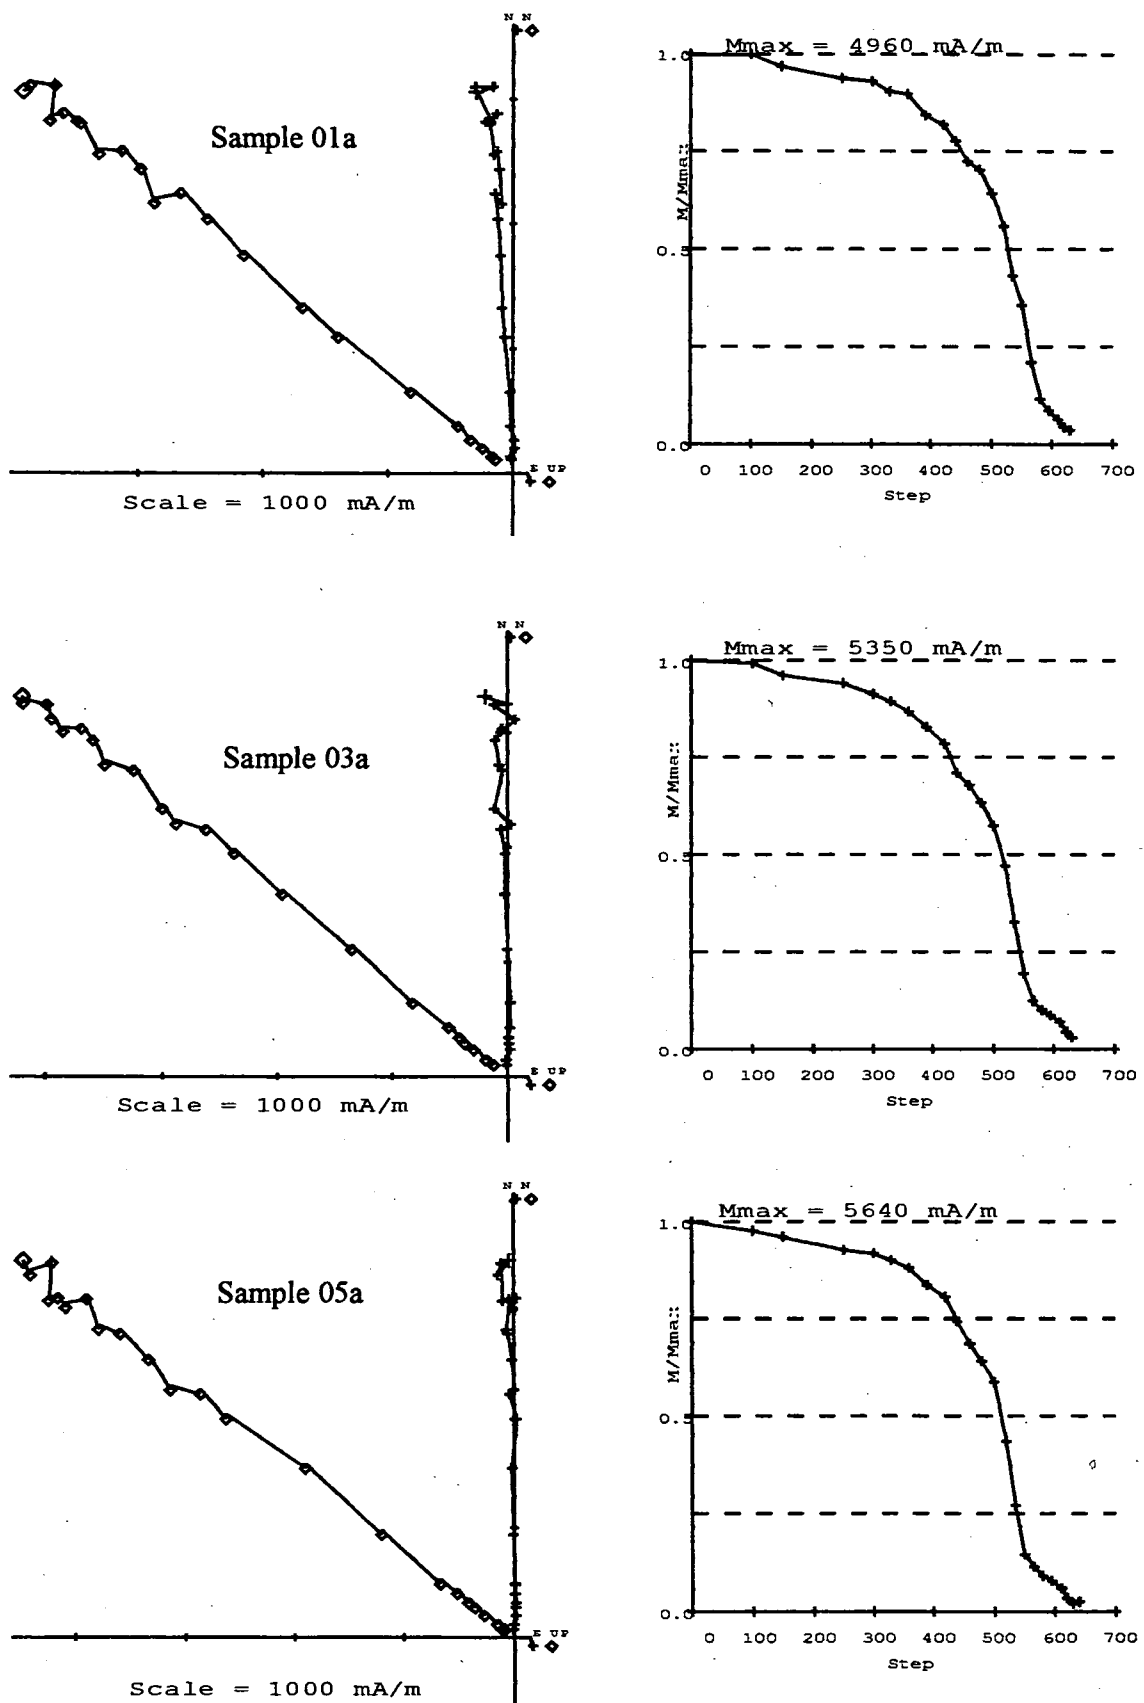 N N
Sample 01a
E UP
Scale = 1000 mA/m
Mmax = 4960 mA/m
1.0
M/Mmax
0.5
0.0
0 100 200 300 400 500 600 700
Step
N N
Sample 03a
E UP
Scale = 1000 mA/m
Mmax = 5350 mA/m
1.0
M/Mmax
0.5
0.0
0 100 200 300 400 500 600 700
Step
N N
Sample 05a
E UP
Scale = 1000 mA/m
Mmax = 5640 mA/m
1.0
M/Mmax
0.5
0.0
0 100 200 300 400 500 600 700
Step